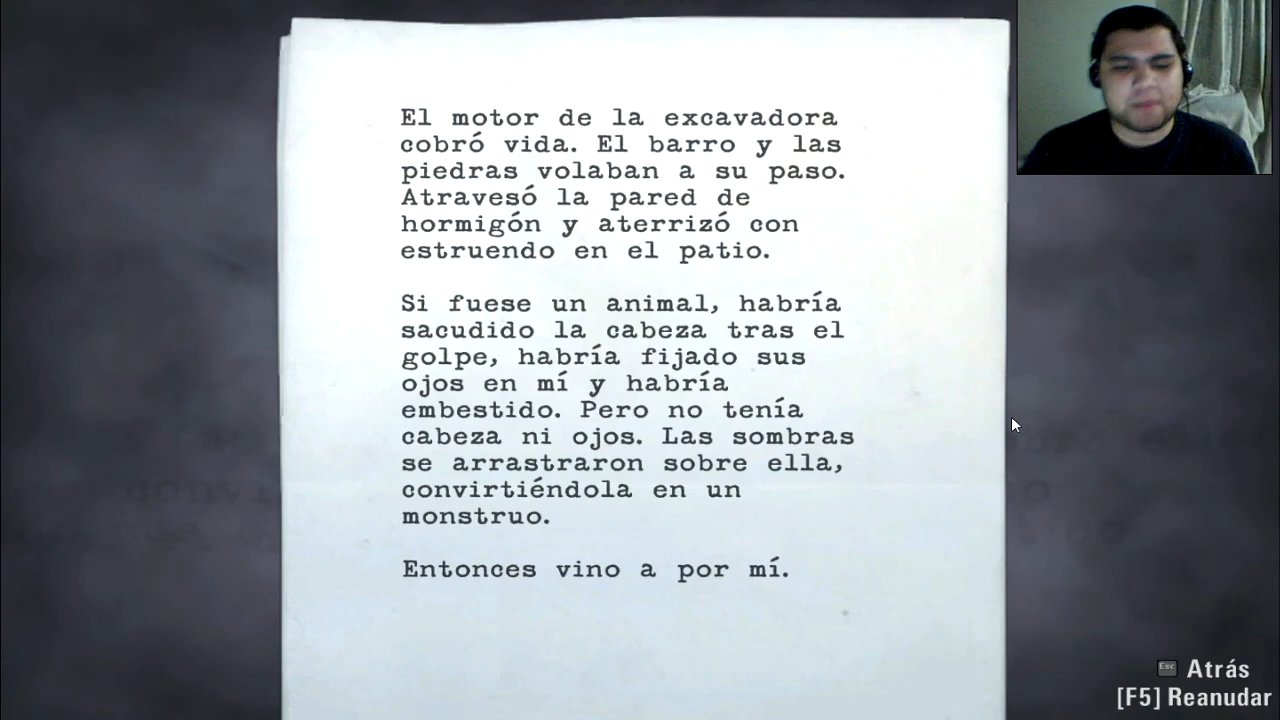 El motor de la excavadora
cobró vida. El barro y las
piedras volaban a su paso.
Atravesó la pared de
hormigón y aterrizó con
estruendo en el patio.
Si fuese un animal, habría
sacudido la cabeza tras el
golpe, habría fijado sus
ojos en mí y habría
embestido. Pero no tenía
cabeza ni ojos. Las sombras
se arrastraron sobre ella,
convirtiéndola en un
monstruo.
Entonces vino a por mí.
Esc Atrás
[F5] Reanudar